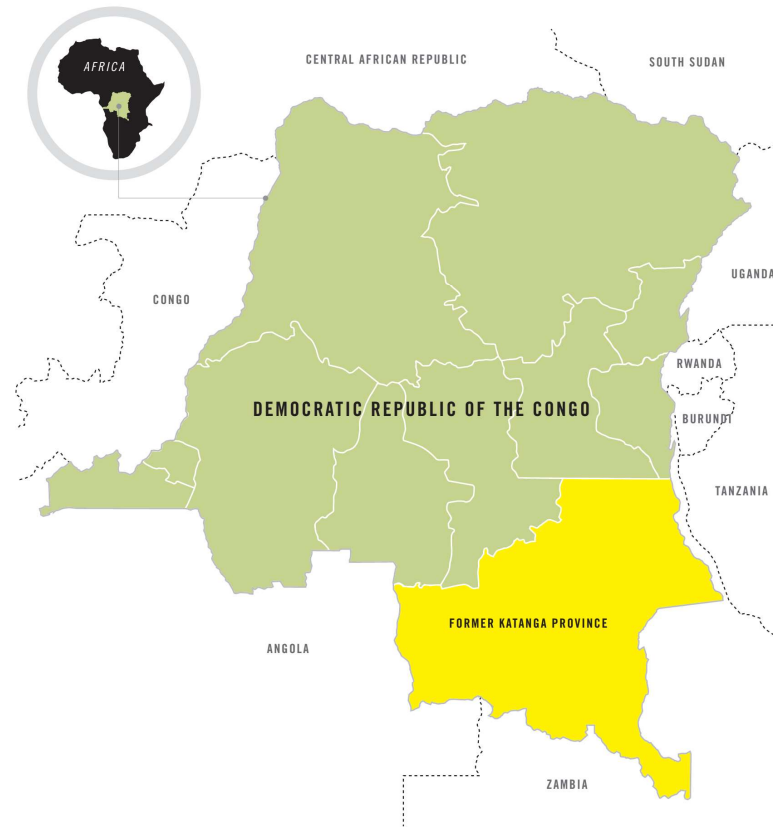 AFRICA
CENTRAL AFRICAN REPUBLIC
SOUTH SUDAN
UGANDA
CONGO
RWANDA
DEMOCRATIC REPUBLIC OF THE CONGO
BURUNDI
TANZANIA
FORMER KATANGA PROVINCE
ANGOLA
ZAMBIA